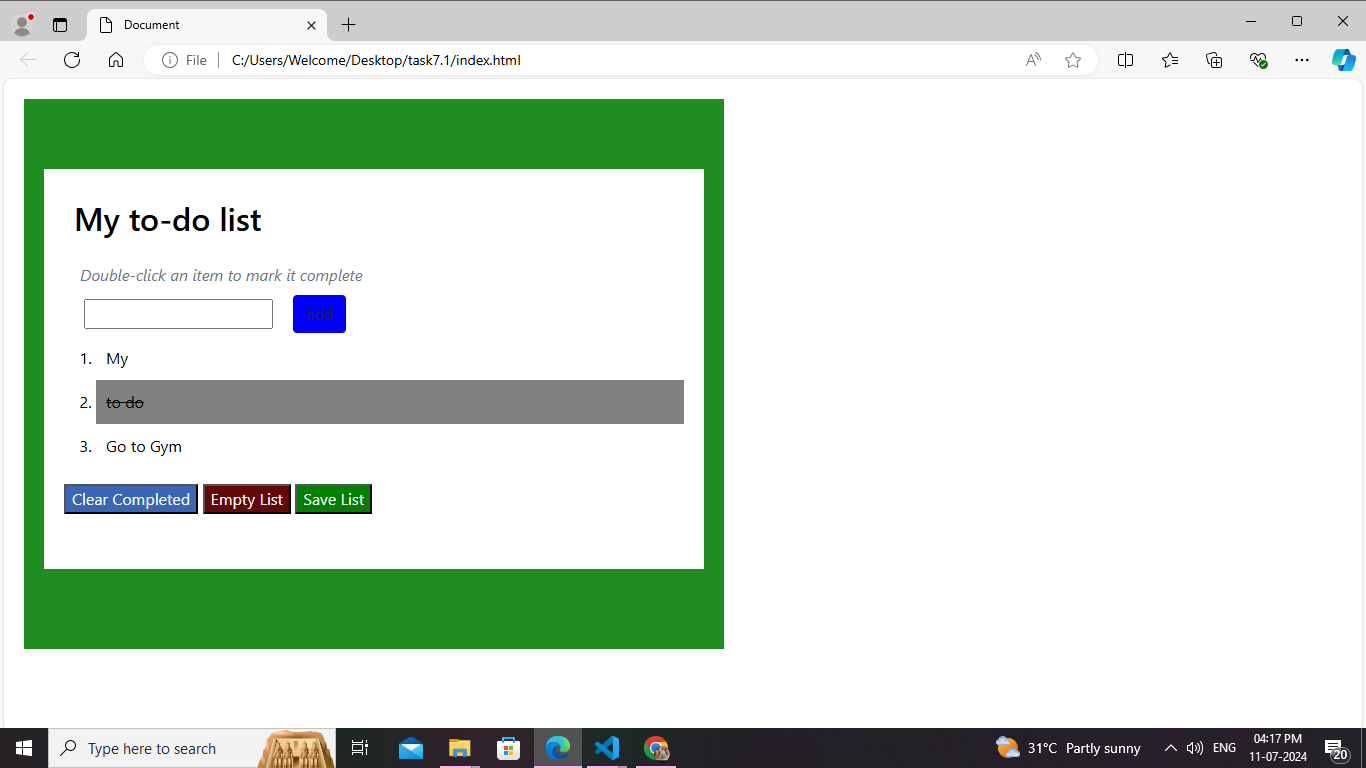 Document
File
C:/Users/Welcome/Desktop/task7.1/index.html
My to-do list
Double-click an item to mark it complete
add
1. My
2. to do
3. Go to Gym
Clear Completed Empty List Save List
Type here to search
31°C Partly sunny
ENG
04:17 PM
11-07-2024
20